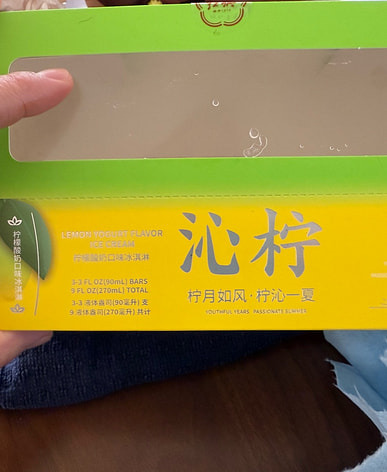 柠檬酸奶口味冰淇淋
LEMON YOGURT FLAVOR
ICE CREAM
柠檬酸奶口味冰淇淋
3-3 FL OZ(90mL) BARS
9 FL OZ(270mL) TOTAL
3-3 液体盎司(90毫升) 支
9 液体盎司(270毫升) 共计
沁柠
柠月如风·柠沁一夏
YOUTHFUL YEARS PASSIONATE SUMMER